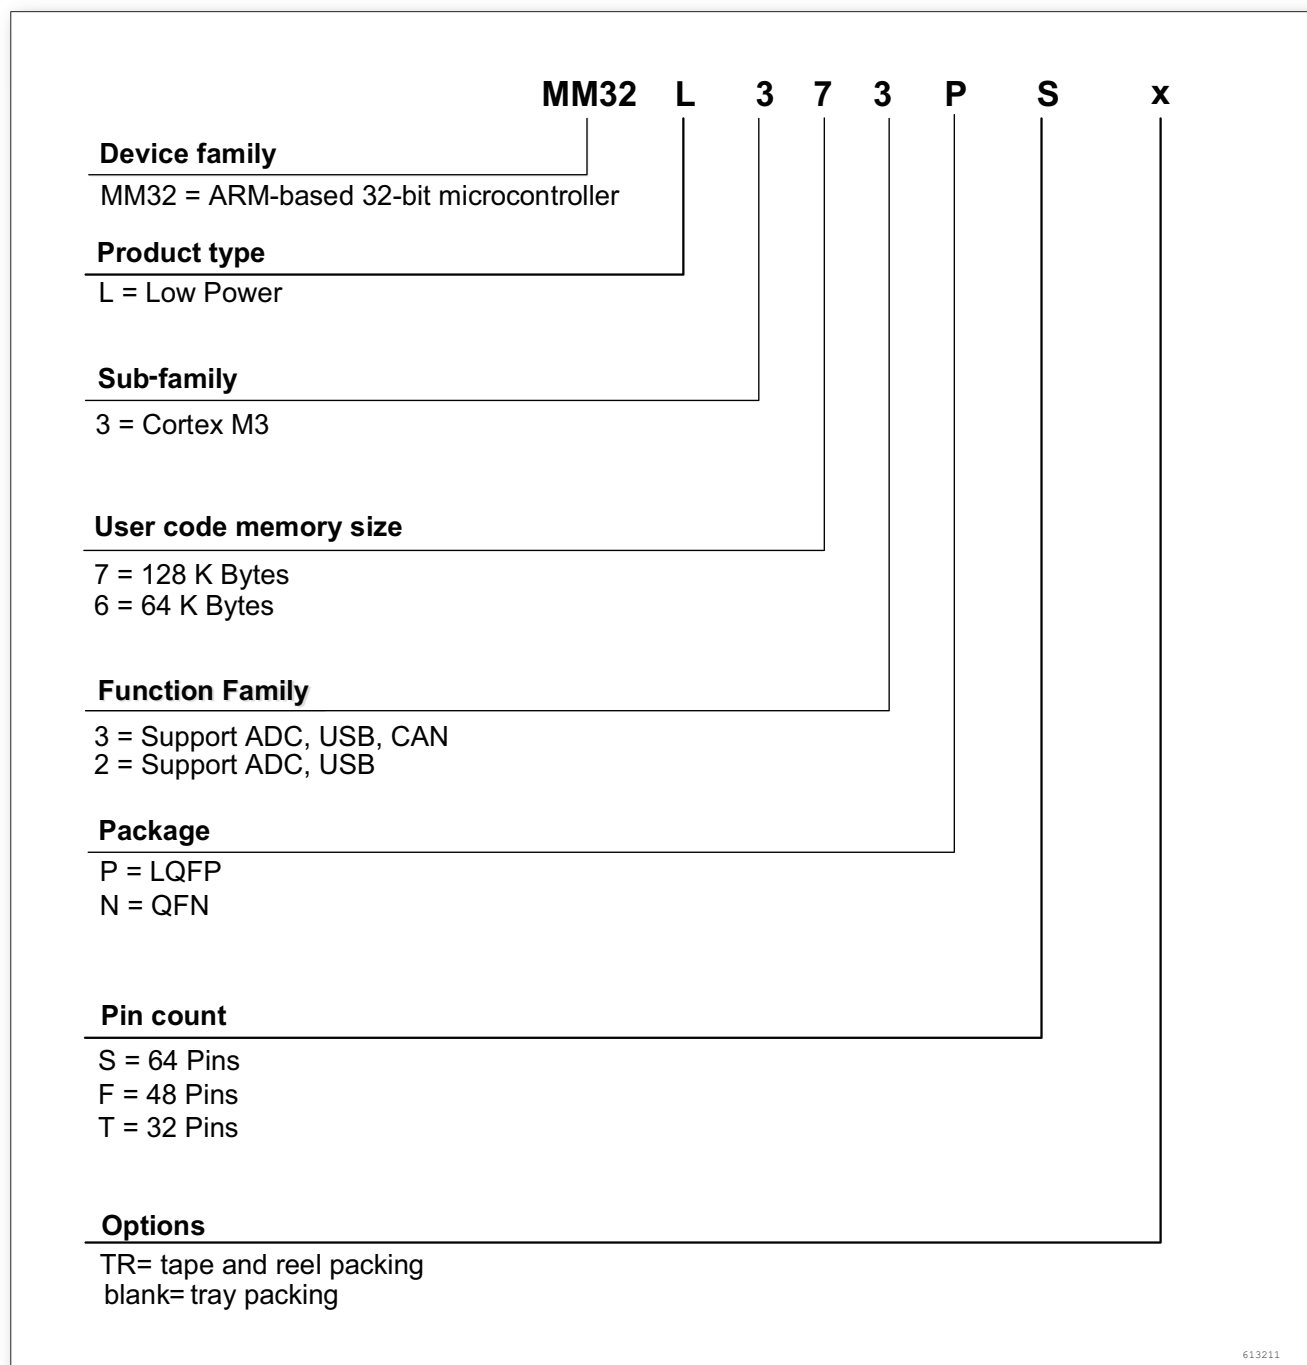 MM32 L 3 7 3 P S x
Device family
MM32 = ARM-based 32-bit microcontroller
Product type
L = Low Power
Sub-family
3 = Cortex M3
User code memory size
7 = 128 K Bytes
6 = 64 K Bytes
Function Family
3 = Support ADC, USB, CAN
2 = Support ADC, USB
Package
P = LQFP
N = QFN
Pin count
S = 64 Pins
F = 48 Pins
T = 32 Pins
Options
TR= tape and reel packing
blank= tray packing
613211